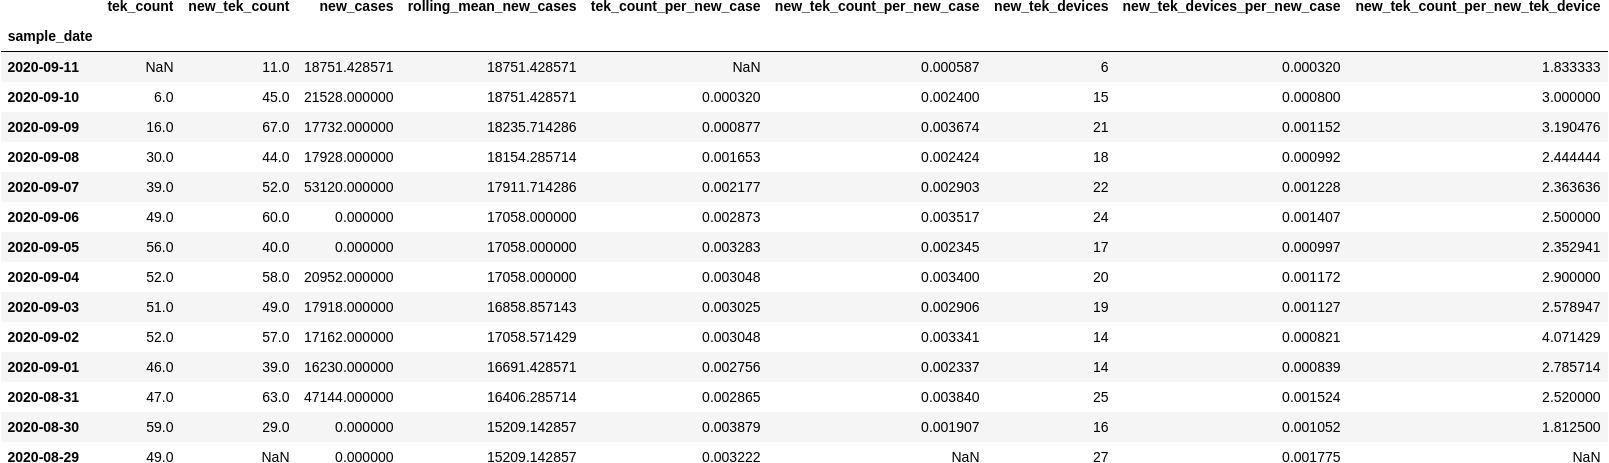 tek_count new_tek_count new_cases rolling_mean_new_cases tek_count_per_new_case new_tek_count_per_new_case new_tek_devices new_tek_devices_per_new_case new_tek_count_per_new_tek_device
sample_date
2020-09-11 NaN 11.0 18751.428571 18751.428571 NaN 0.000587 6 0.000320 1.833333
2020-09-10 6.0 45.0 21528.000000 18751.428571 0.000320 0.002400 15 0.000800 3.000000
2020-09-09 16.0 67.0 17732.000000 18235.714286 0.000877 0.003674 21 0.001152 3.190476
2020-09-08 30.0 44.0 17928.000000 18154.285714 0.001653 0.002424 18 0.000992 2.444444
2020-09-07 39.0 52.0 53120.000000 17911.714286 0.002177 0.002903 22 0.001228 2.363636
2020-09-06 49.0 60.0 0.000000 17058.000000 0.002873 0.003517 24 0.001407 2.500000
2020-09-05 56.0 40.0 0.000000 17058.000000 0.003283 0.002345 17 0.000997 2.352941
2020-09-04 52.0 58.0 20952.000000 17058.000000 0.003048 0.003400 20 0.001172 2.900000
2020-09-03 51.0 49.0 17918.000000 16858.857143 0.003025 0.002906 19 0.001127 2.578947
2020-09-02 52.0 57.0 17162.000000 17058.571429 0.003048 0.003341 14 0.000821 4.071429
2020-09-01 46.0 39.0 16230.000000 16691.428571 0.002756 0.002337 14 0.000839 2.785714
2020-08-31 47.0 63.0 47144.000000 16406.285714 0.002865 0.003840 25 0.001524 2.520000
2020-08-30 59.0 29.0 0.000000 15209.142857 0.003879 0.001907 16 0.001052 1.812500
2020-08-29 49.0 NaN 0.000000 15209.142857 0.003222 NaN 27 0.001775 NaN